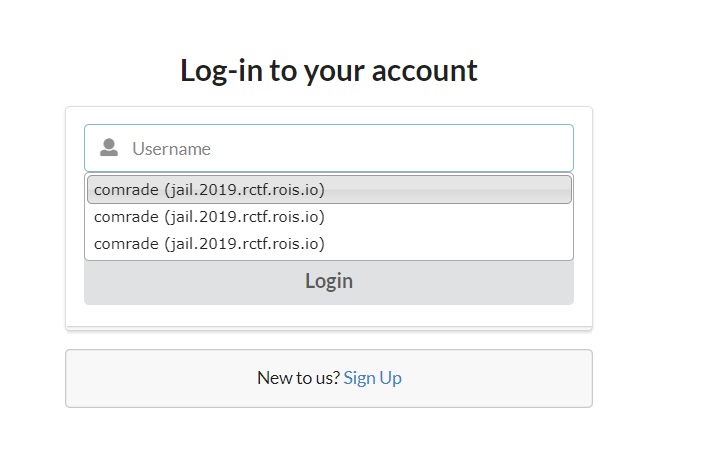 Log-in to your account
Username
comrade (jail.2019.rctf.rois.io)
comrade (jail.2019.rctf.rois.io)
comrade (jail.2019.rctf.rois.io)
Login
New to us? Sign Up